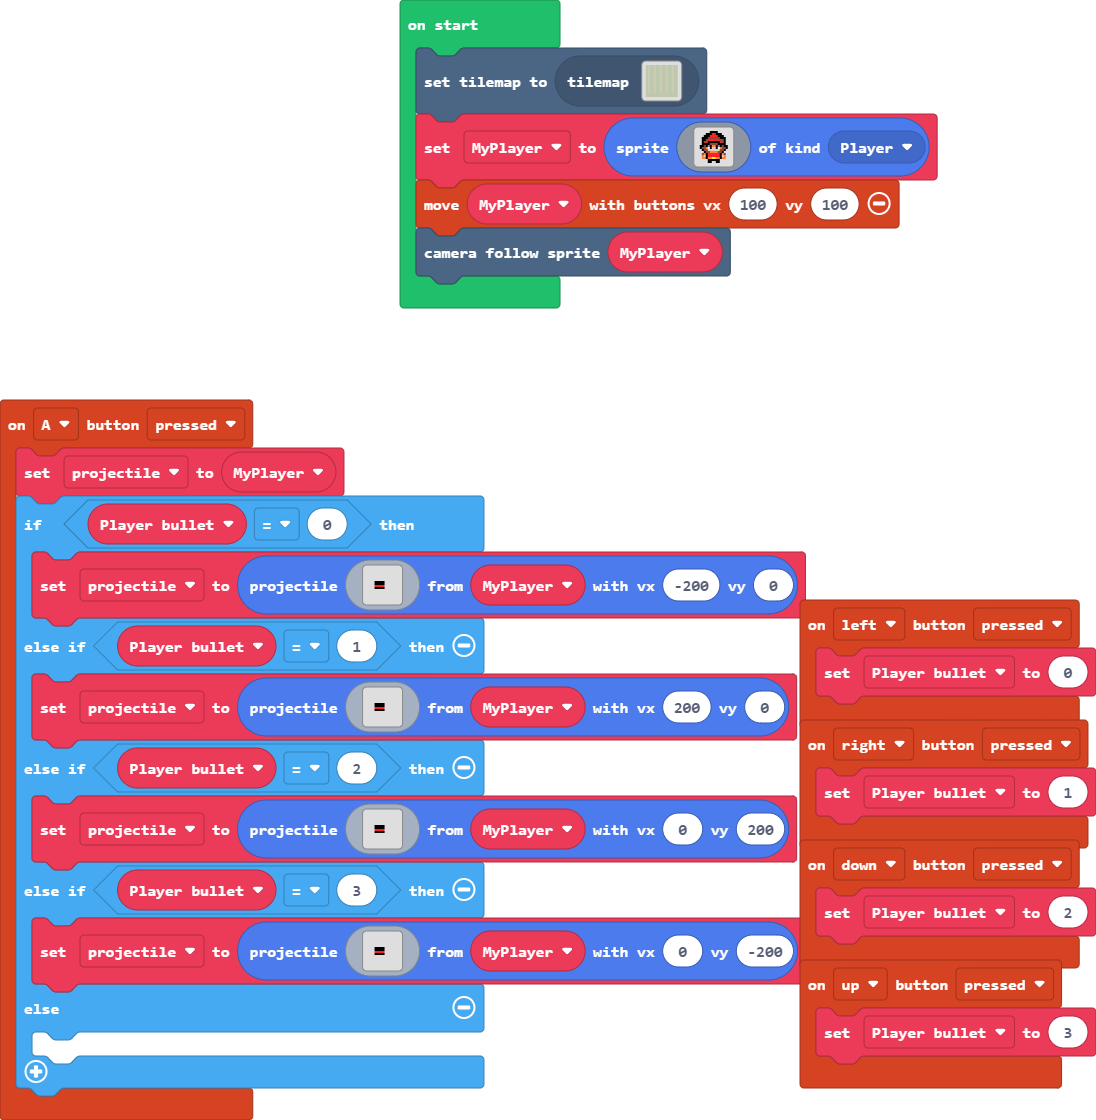 on start
set tilemap to tilemap
set MyPlayer to sprite of kind Player
move MyPlayer with buttons vx 100 vy 100
camera follow sprite MyPlayer
on A button pressed
set projectile to MyPlayer
if Player bullet = 0 then
set projectile to projectile from MyPlayer with vx -200 vy 0
else if Player bullet = 1 then
set projectile to projectile from MyPlayer with vx 200 vy 0
else if Player bullet = 2 then
set projectile to projectile from MyPlayer with vx 0 vy 200
else if Player bullet = 3 then
set projectile to projectile from MyPlayer with vx 0 vy -200
else
on left button pressed
set Player bullet to 0
on right button pressed
set Player bullet to 1
on down button pressed
set Player bullet to 2
on up button pressed
set Player bullet to 3